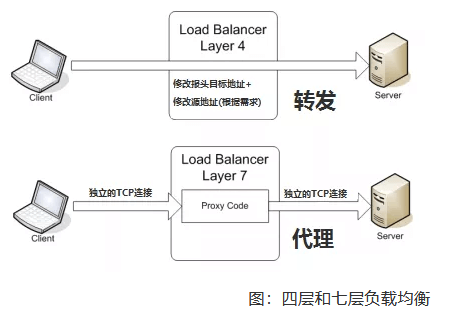 Load Balancer
Layer 4
修改报头目标地址+
修改源地址(根据需求)
转发
Client
Server
Load Balancer
Layer 7
独立的TCP连接
Proxy Code
独立的TCP连接
代理
Client
Server
图：四层和七层负载均衡